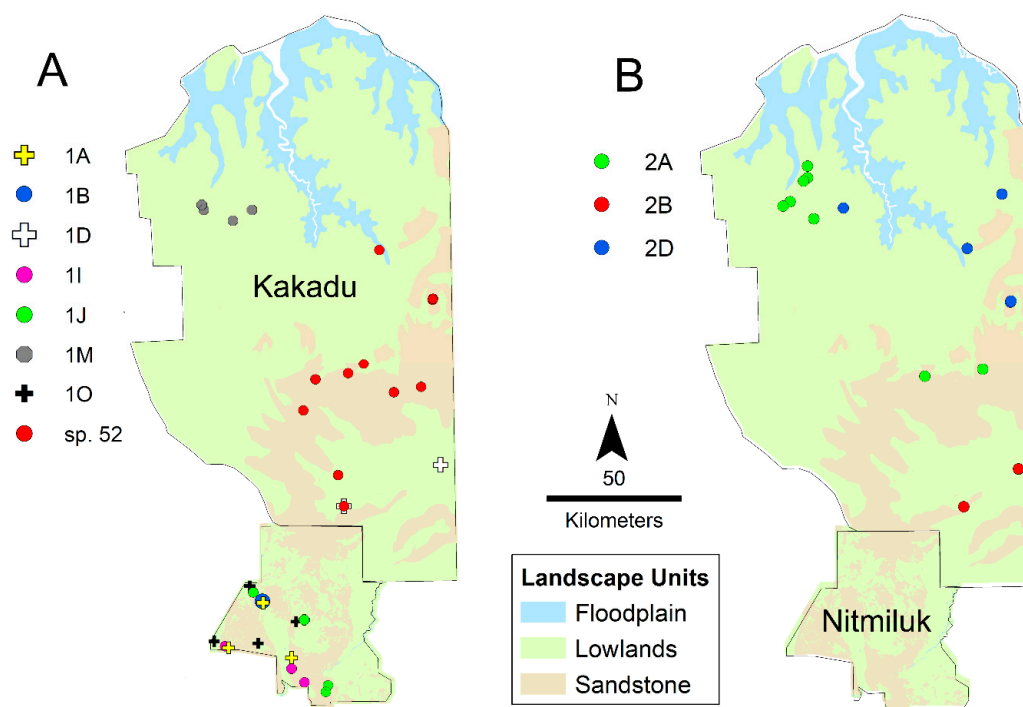 A
1A
1B
1D
1I
1J
1M
1O
sp. 52
Kakadu
B
2A
2B
2D
N
50
Kilometers
Landscape Units
Floodplain
Lowlands
Sandstone
Nitmiluk